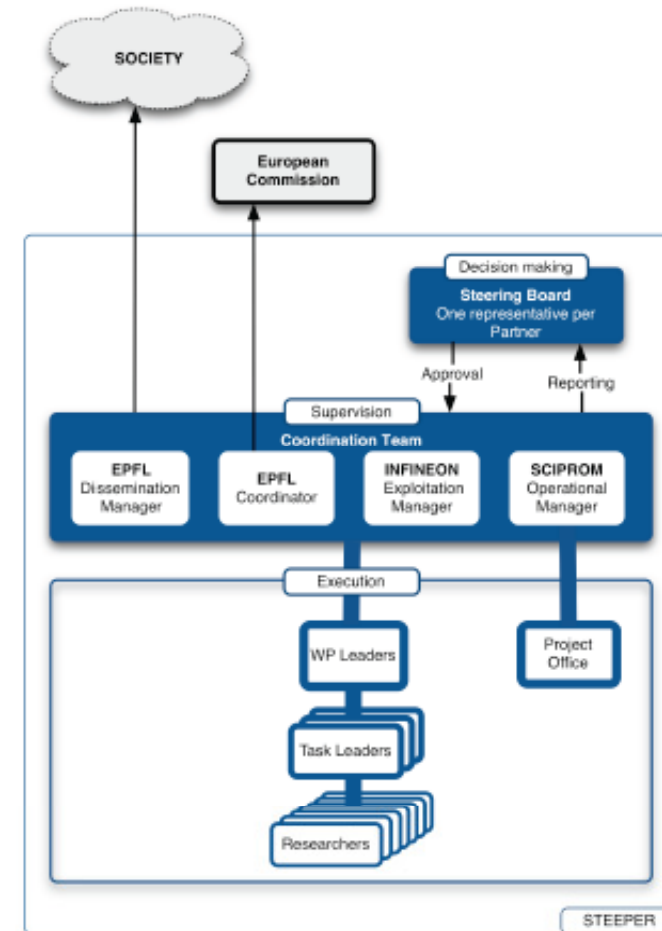 SOCIETY
European
Commission
Decision making
Steering Board
One representative per
Partner
Approval
Reporting
Supervision
Coordination Team
EPFL
Dissemination
Manager
EPFL
Coordinator
INFINEON
Exploitation
Manager
SCIPROM
Operational
Manager
Execution
WP Leaders
Project
Office
Task Leaders
Researchers
STEEPER